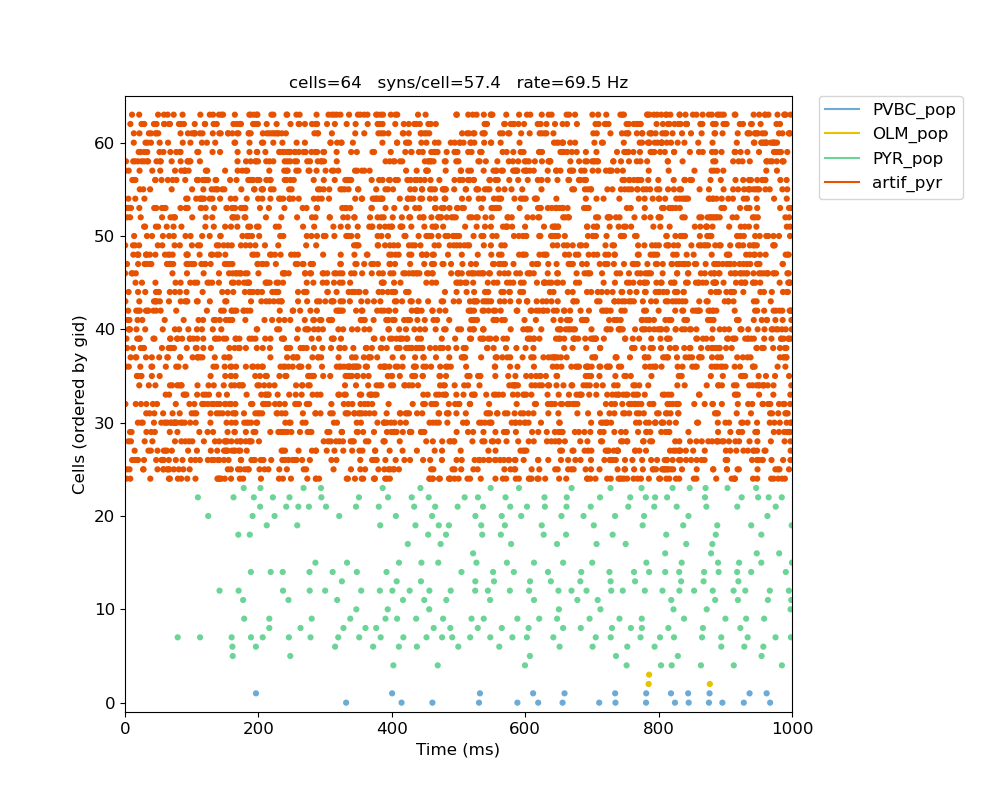 cells=64   syns/cell=57.4   rate=69.5 Hz
PVBC_pop
OLM_pop
PYR_pop
artif_pyr
Cells (ordered by gid)
60
50
40
30
20
10
0
0 200 400 600 800 1000
Time (ms)